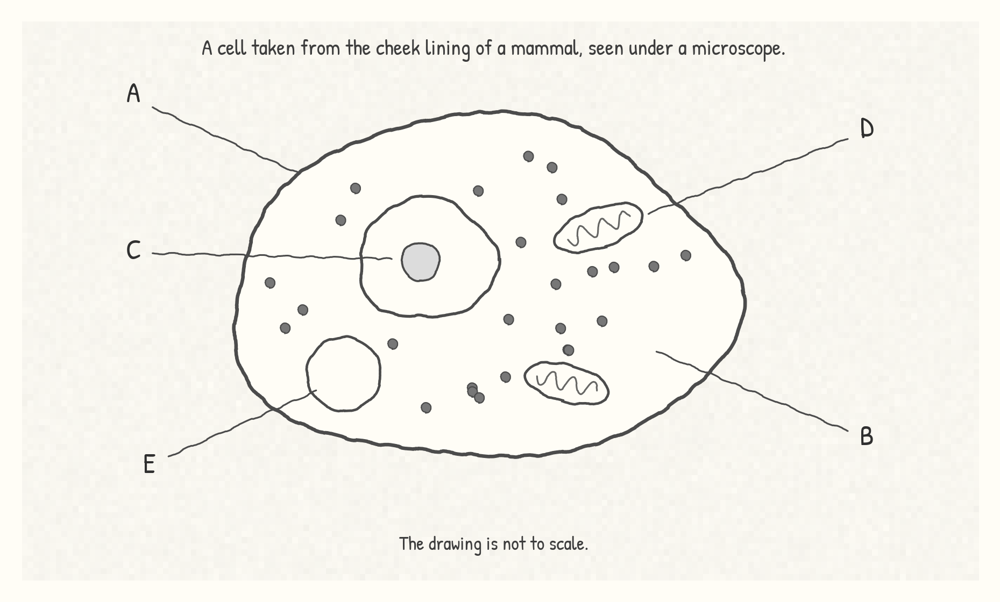 A cell taken from the cheek lining of a mammal, seen under a microscope.
A
D
C
B
E
The drawing is not to scale.